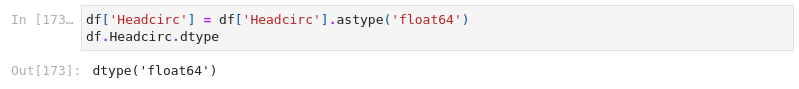 In [173…
df['Headcirc'] = df['Headcirc'].astype('float64')
df.Headcirc.dtype
Out[173]: dtype('float64')